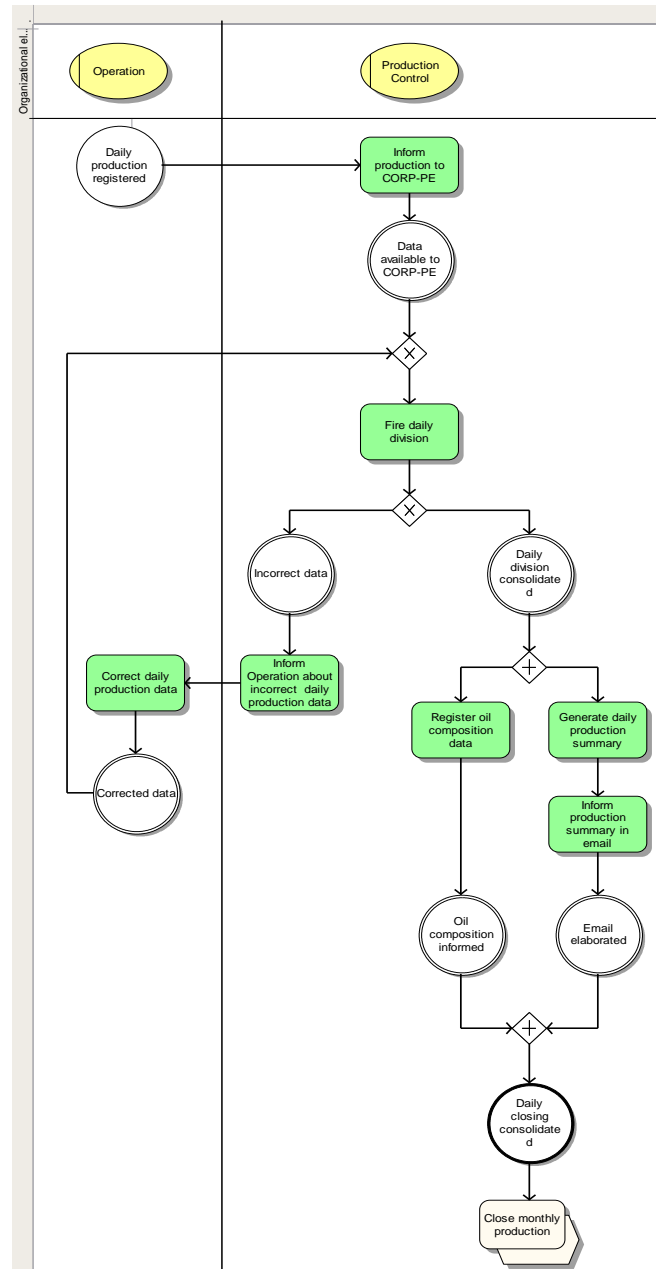 Organizational el...
Operation
Production
Control
Daily
production
registered
Inform
production to
CORP-PE
Data
available to
CORP-PE
Fire daily
division
Incorrect data
Daily
division
consolidate
d
Correct daily
production data
Inform
Operation about
incorrect daily
production data
Register oil
composition
data
Generate daily
production
summary
Corrected data
Inform
production
summary in
email
Oil
composition
informed
Email
elaborated
Daily
closing
consolidate
d
Close monthly
production